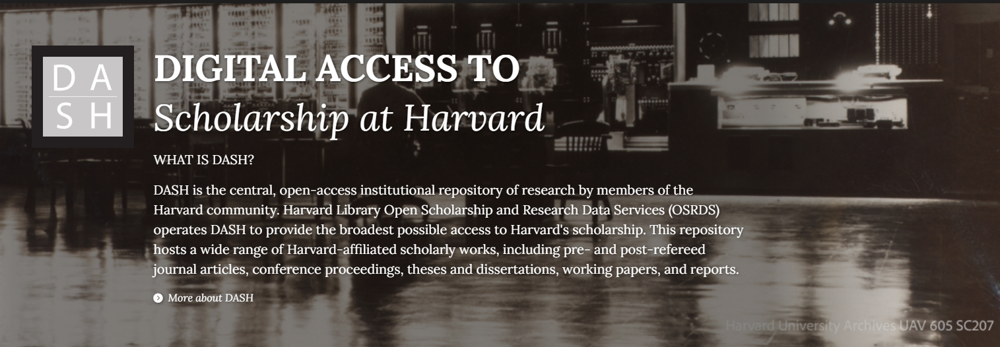 D A
S H
DIGITAL ACCESS TO
Scholarship at Harvard
WHAT IS DASH?
DASH is the central, open-access institutional repository of research by members of the
Harvard community. Harvard Library Open Scholarship and Research Data Services (OSRDS)
operates DASH to provide the broadest possible access to Harvard's scholarship. This repository
hosts a wide range of Harvard-affiliated scholarly works, including pre- and post-refereed
journal articles, conference proceedings, theses and dissertations, working papers, and reports.
More about DASH
Harvard University Archives UAV 605 SC207